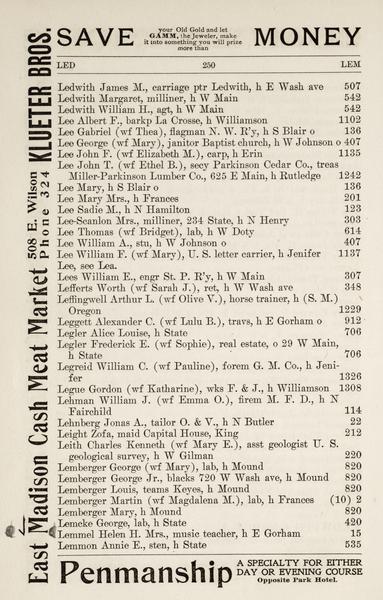 SAVE your Old Gold and let GAMM, the Jeweler, make it into something you will prize more than MONEY
LED 250 LEM
Ledwith James M., carriage ptr Ledwith, h E Wash ave 507
Ledwith Margaret, milliner, h W Main 542
Ledwith William H., agt, h W Main 542
Lee Albert F., barkp La Crosse, h Williamson 1102
Lee Gabriel (wf Thea), flagman N. W. R'y, h S Blair o 136
Lee George (wf Mary), janitor Baptist church, h W Johnson o 407
Lee John F. (wf Elizabeth M.), carp, h Erin 1135
Lee John T. (wf Ethel B.), secy Parkinson Cedar Co., treas
Miller-Parkinson Lumber Co., 625 E Main, h Rutledge 1242
Lee Mary, h S Blair o 136
Lee Mary Mrs., h Frances 201
Lee Sadie M., h N Hamilton 123
Lee-Scanlon Mrs., milliner, 234 State, h N Henry 303
Lee Thomas (wf Bridget), lab, h W Doty 614
Lee William A., stu, h W Johnson o 407
Lee William F. (wf Mary), U. S. letter carrier, h Jenifer 1137
Lee, see Lea.
Lees William E., engr St. P. R'y, h W Main 307
Lefferts Worth (wf Sarah J.), ret, h W Wash ave 348
Leffingwell Arthur L. (wf Olive V.), horse trainer, h (S. M.)
Oregon 1229
Leggett Alexander C. (wf Lulu B.), travs, h E Gorham o 912
Legler Alice Louise, h State 706
Legler Frederick E. (wf Sophie), real estate, o 29 W Main,
h State 706
Legreid William C. (wf Pauline), forem G. M. Co., h Jeni-
fer 1326
Legue Gordon (wf Katharine), wks F. & J., h Williamson 1308
Lehman William J. (wf Emma O.), firem M. F. D., h N
Fairchild 114
Lehnberg Jonas A., tailor O. & V., h N Butler 22
Leight Zofa, maid Capital House, King 212
Leith Charles Kenneth (wf Mary E.), asst geologist U. S.
geological survey, h W Gilman 220
Lemberger George (wf Mary), lab, h Mound 820
Lemberger George Jr., blacks 720 W Wash ave, h Mound 820
Lemberger Louis, teams Keyes, h Mound 820
Lemberger Martin (wf Magdalena M.), lab, h Frances (10) 2
Lemberger Mary, h Mound 820
Lemcke George, lab, h State 420
Lemmel Helen H. Mrs., music teacher, h E Gorham 15
Lemmon Annie E., sten, h State 535
East Madison Cash Meat Market 508 E. Wilson Phone 324 KLUETER BROS.
Penmanship A SPECIALTY FOR EITHER
DAY OR EVENING COURSE
Opposite Park Hotel.